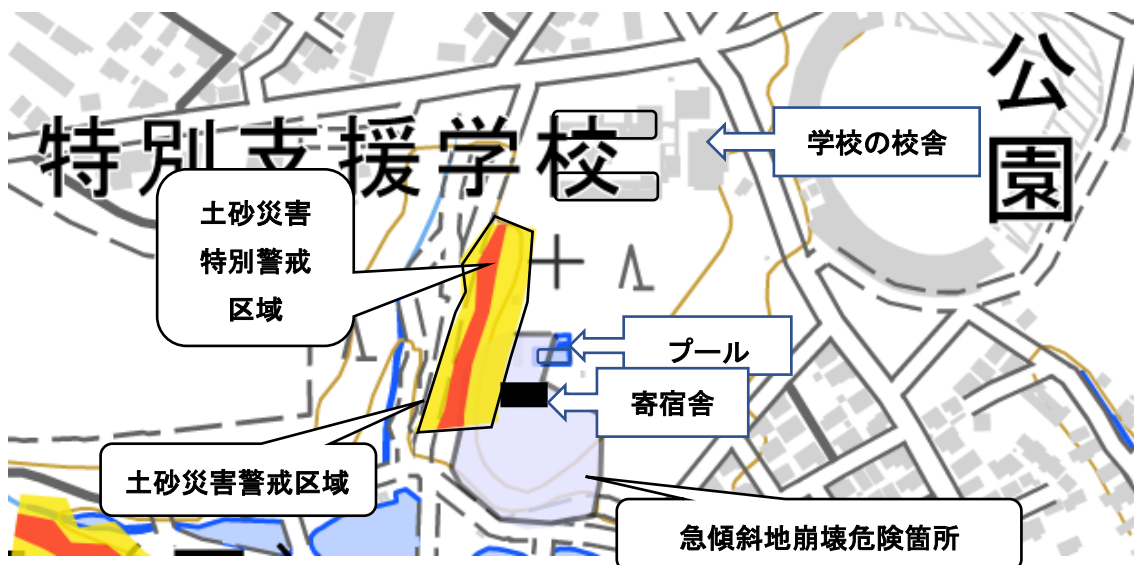 公園
特別支援学校
学校の校舎
土砂災害
特別警戒
区域
プール
寄宿舎
土砂災害警戒区域
急傾斜地崩壊危険箇所